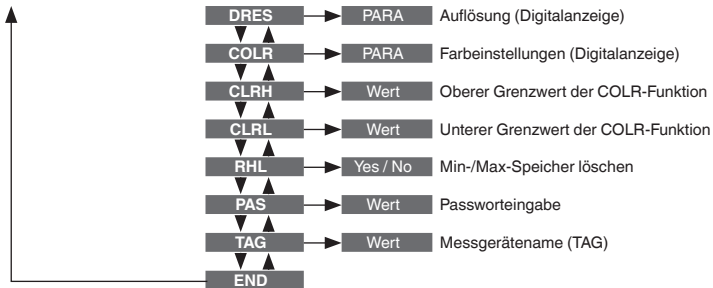 DRES PARA Auflösung (Digitalanzeige)
COLR PARA Farbeinstellungen (Digitalanzeige)
CLRH Wert Oberer Grenzwert der COLR-Funktion
CLRL Wert Unterer Grenzwert der COLR-Funktion
RHL Yes / No Min-/Max-Speicher löschen
PAS Wert Passworteingabe
TAG Wert Messgerätename (TAG)
END